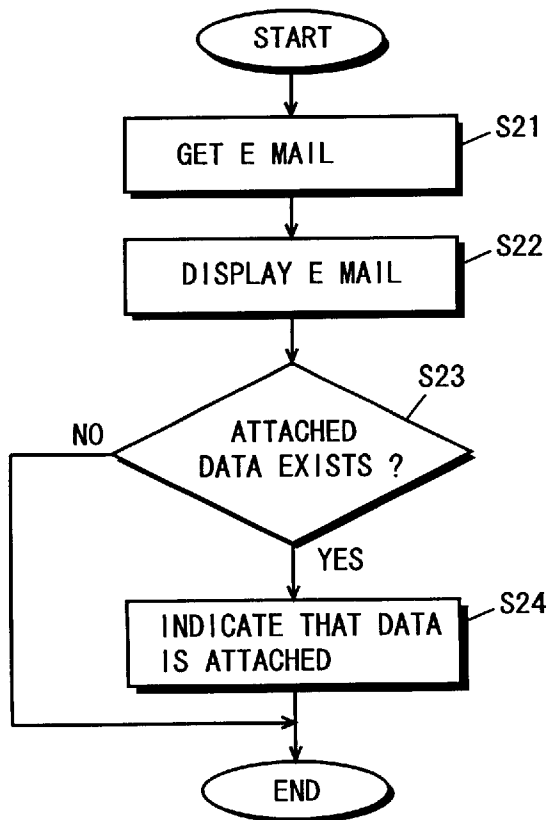 START
S21
GET E MAIL
S22
DISPLAY E MAIL
S23
NO
ATTACHED
DATA EXISTS ?
YES
S24
INDICATE THAT DATA
IS ATTACHED
END